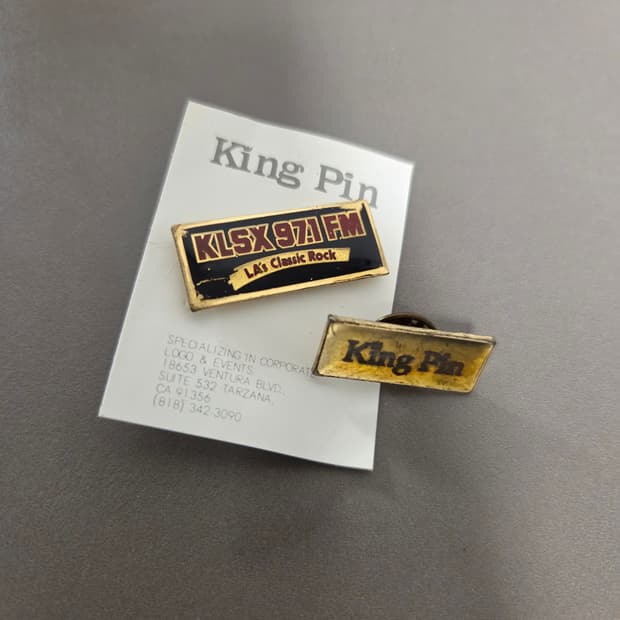 King Pin
KLSX 97.1 FM
LA's Classic Rock
King Pin
SPECIALIZING IN CORPORAT
LOGO & EVENTS
18653 VENTURA BLVD.,
SUITE 532 TARZANA,
CA 91356
(818) 342-3090